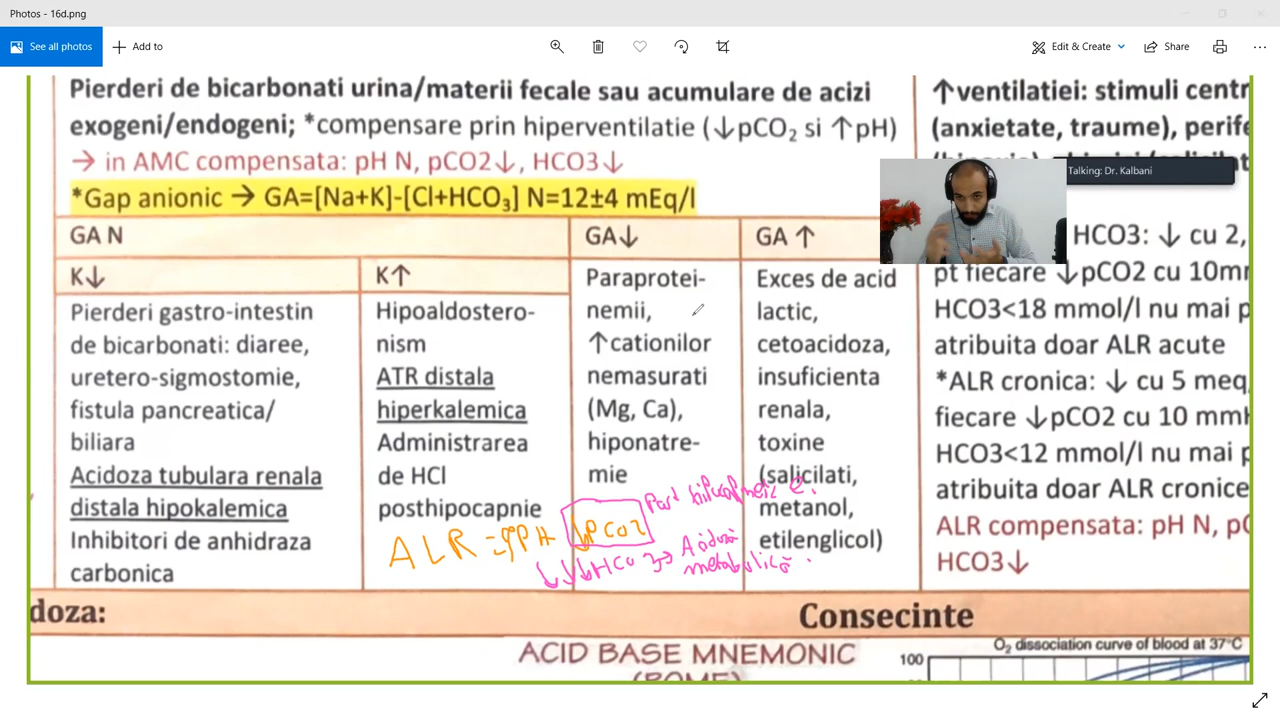 Photos - 16d.png
See all photos
Add to
Edit & Create
Share
Pierderi de bicarbonati urina/materii fecale sau acumulare de acizi
exogeni/endogeni; *compensare prin hiperventilatie (↓pCO₂ si ↑pH)
→ in AMC compensata: pH N, pCO2↓, HCO3↓
*Gap anionic → GA=[Na+K]-[Cl+HCO₃] N=12±4 mEq/l
GA N
K↓
Pierderi gastro-intestin
de bicarbonati: diaree,
uretero-sigmostomie,
fistula pancreatica/
biliara
Acidoza tubulara renala
distala hipokalemica
Inhibitori de anhidraza
carbonica
K↑
Hipoaldostero-
nism
ATR distala
hiperkalemica
Administrarea
de HCl
posthipocapnie
GA↓
Paraprotei-
nemii,
↑cationilor
nemasurati
(Mg, Ca),
hiponatre-
mie
GA ↑
Exces de acid
lactic,
cetoacidoza,
insuficienta
renala,
toxine
(salicilati,
metanol,
etilenglicol)
ALR = ↑PH ↓PCO2
Post
↓↓↓HCO3 → Acidoză
metabolică
↑ventilatiei: stimuli centr
(anxietate, traume), perife
Talking: Dr. Kalbani
HCO3: ↓ cu 2,
pt fiecare ↓pCO2 cu 10mr
HCO3<18 mmol/l nu mai p
atribuita doar ALR acute
*ALR cronica: ↓ cu 5 meq
fiecare ↓pCO2 cu 10 mmH
HCO3<12 mmol/l nu mai p
atribuita doar ALR cronice
ALR compensata: pH N, pC
HCO3↓
doza:
Consecinte
ACID BASE MNEMONIC
(ROME)
O₂ dissociation curve of blood at 37°C
100